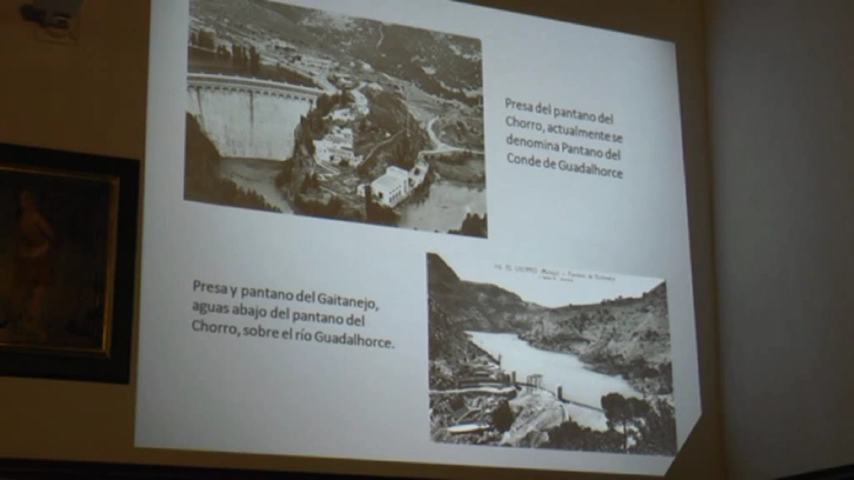 Presa del pantano del
Chorro, actualmente se
denomina Pantano del
Conde de Guadalhorce
Presa y pantano del Gaitanejo,
aguas abajo del pantano del
Chorro, sobre el río Guadalhorce.
EL CHORRO (Málaga)